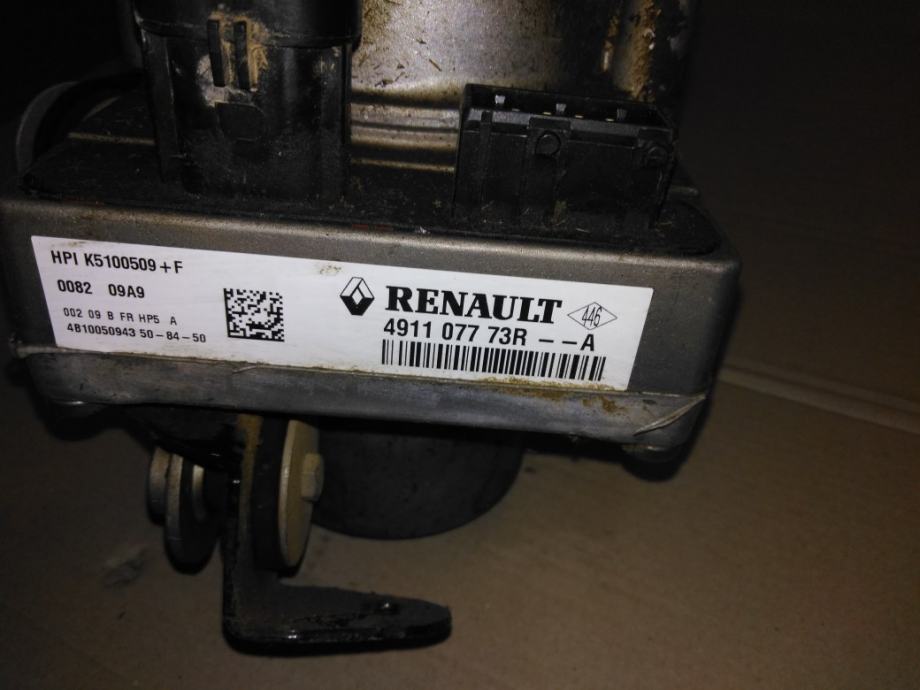 HPI K5100509+F
0082 09A9
002 09 B FR HP5 A
4B10050943 50-84-50
RENAULT
446
4911 077 73R --A